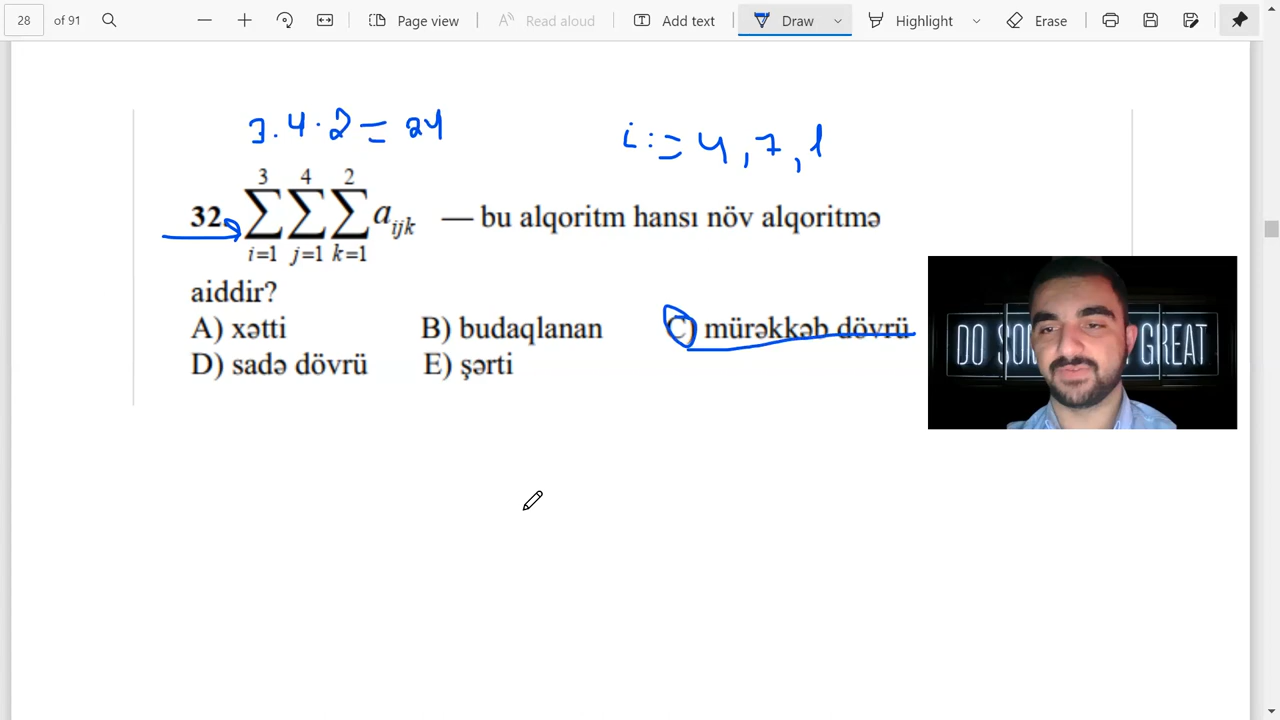 28 of 91 Page view Read aloud Add text Draw Highlight Erase
3.4.2=24
i:=4,7,1
32. 3 ∑ i=1 4 ∑ j=1 2 ∑ k=1 aijk — bu alqoritm hansı növ alqoritmə
aiddir?
A) xətti B) budaqlanan C) mürəkkəb dövrü
D) sadə dövrü E) şərti
DO GREAT